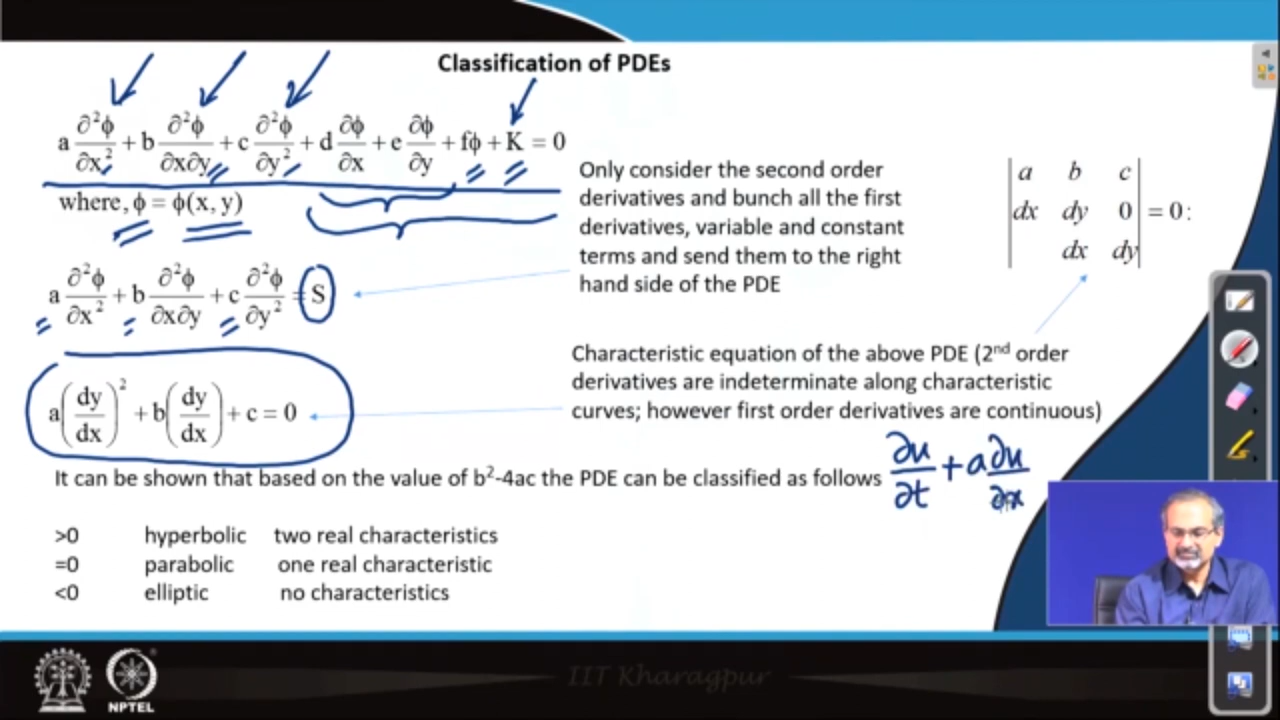 Classification of PDEs
a ∂²ϕ/∂x² + b ∂²ϕ/∂x∂y + c ∂²ϕ/∂y² + d ∂ϕ/∂x + e ∂ϕ/∂y + fϕ + K = 0
where, ϕ = ϕ(x, y)
Only consider the second order
derivatives and bunch all the first
derivatives, variable and constant
terms and send them to the right
hand side of the PDE
a b c
dx dy 0 = 0:
dx dy
a ∂²ϕ/∂x² + b ∂²ϕ/∂x∂y + c ∂²ϕ/∂y² = S
Characteristic equation of the above PDE (2nd order
derivatives are indeterminate along characteristic
curves; however first order derivatives are continuous)
a(dy/dx)² + b(dy/dx) + c = 0
It can be shown that based on the value of b²-4ac the PDE can be classified as follows
∂u/∂t + a ∂u/∂x
>0 hyperbolic two real characteristics
=0 parabolic one real characteristic
<0 elliptic no characteristics
NPTEL
IIT Kharagpur